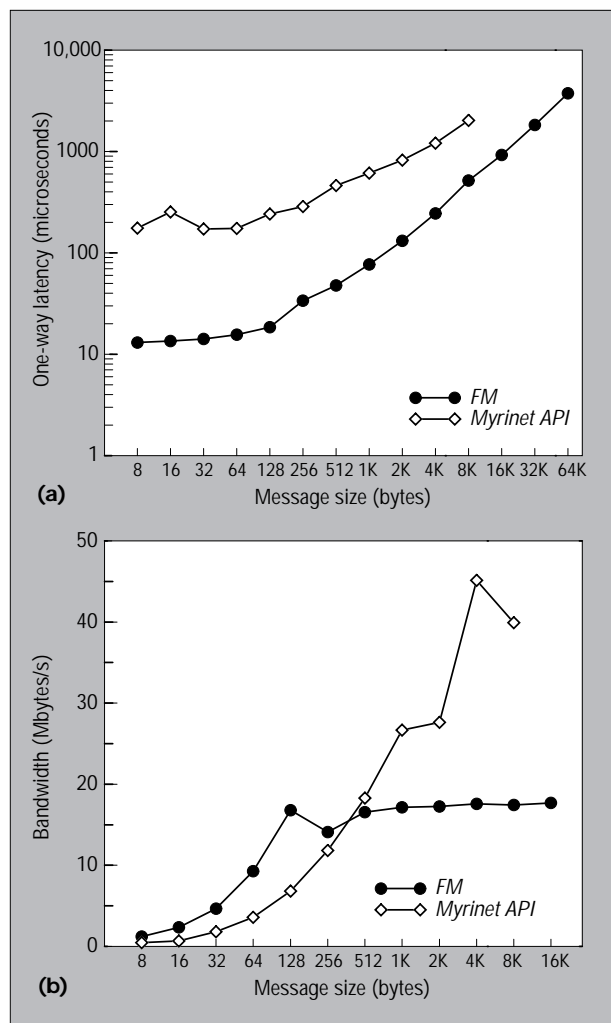 10,000
1000
100
10
1
One-way latency (microseconds)
FM
Myrinet API
8 16 32 64 128 256 512 1K 2K 4K 8K 16K 32K 64K
Message size (bytes)
(a)
50
40
30
20
10
0
Bandwidth (Mbytes/s)
FM
Myrinet API
8 16 32 64 128 256 512 1K 2K 4K 8K 16K
Message size (bytes)
(b)